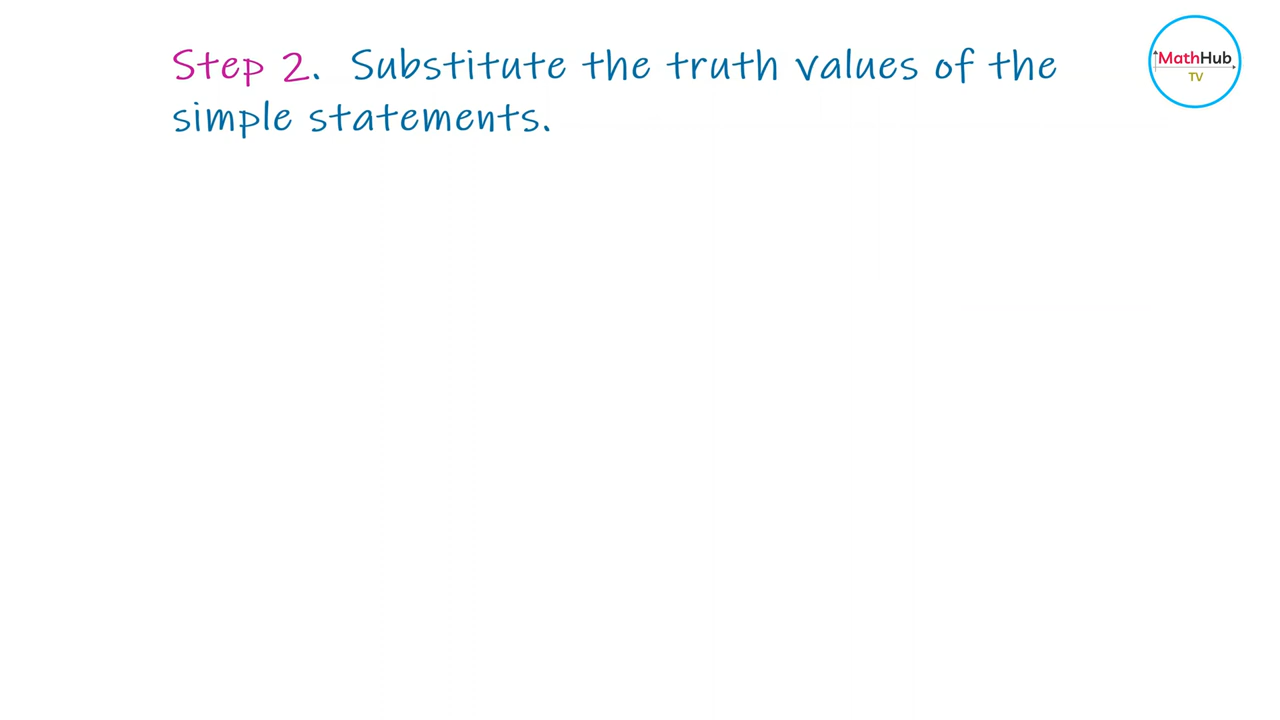 Step 2. Substitute the truth values of the
simple statements.
MathHub
TV